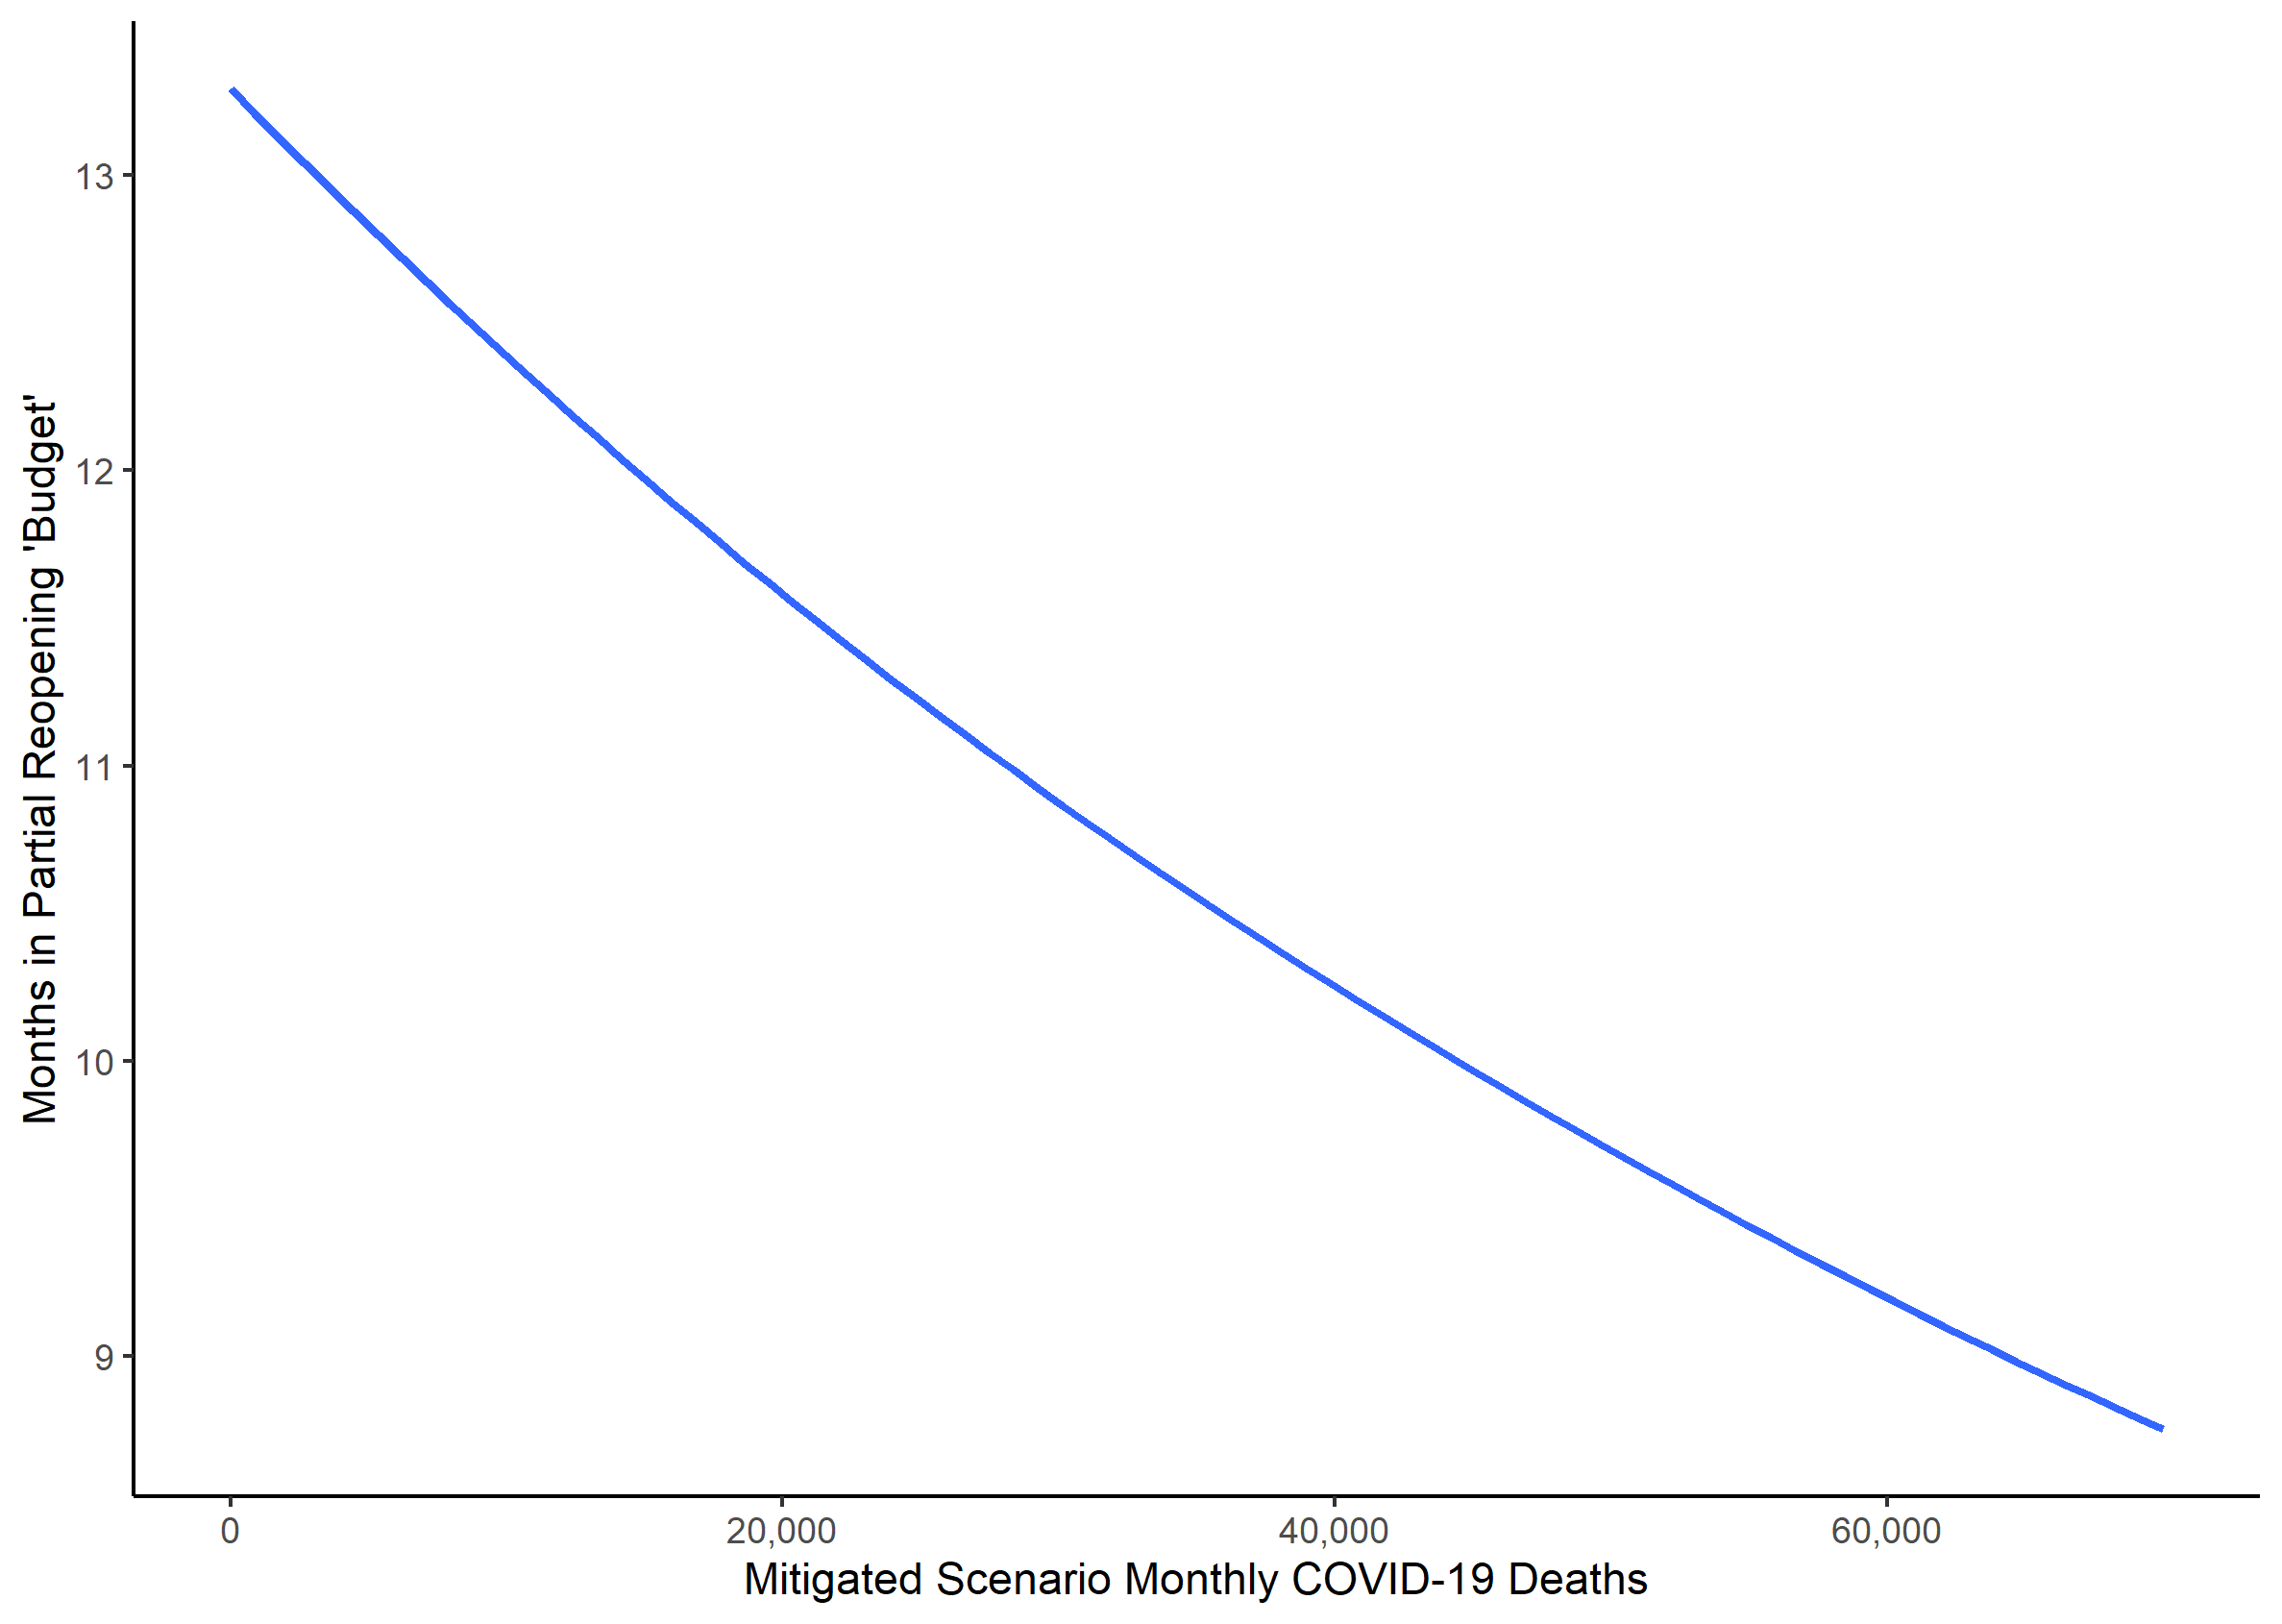 Months in Partial Reopening 'Budget'
13
12
11
10
9
0 20,000 40,000 60,000
Mitigated Scenario Monthly COVID-19 Deaths